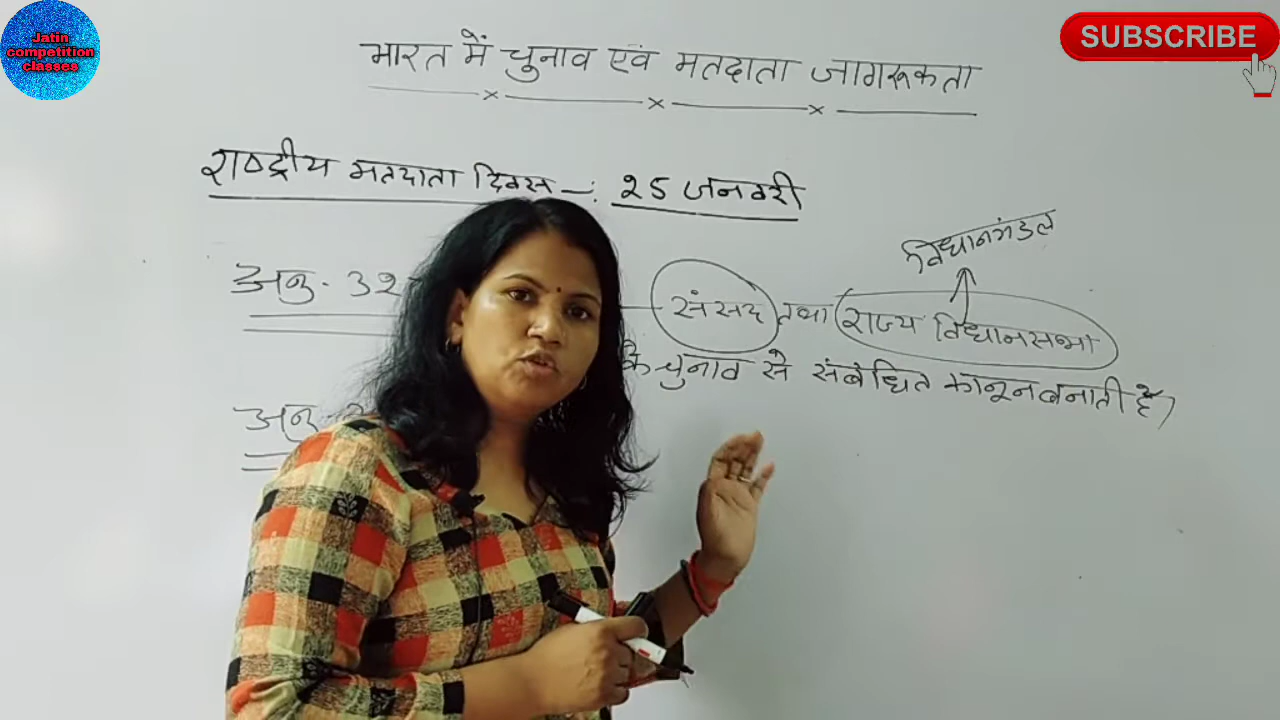 Jatin
competition
classes
SUBSCRIBE
भारत में चुनाव एवं मतदाता जागरूकता
राष्ट्रीय मतदाता दिवस -: 25 जनवरी
विधानमंडल
अनु - 32
संसद तथा राज्य विधानसभा
के चुनाव से संबंधित कानून बनाती है,
अनु -